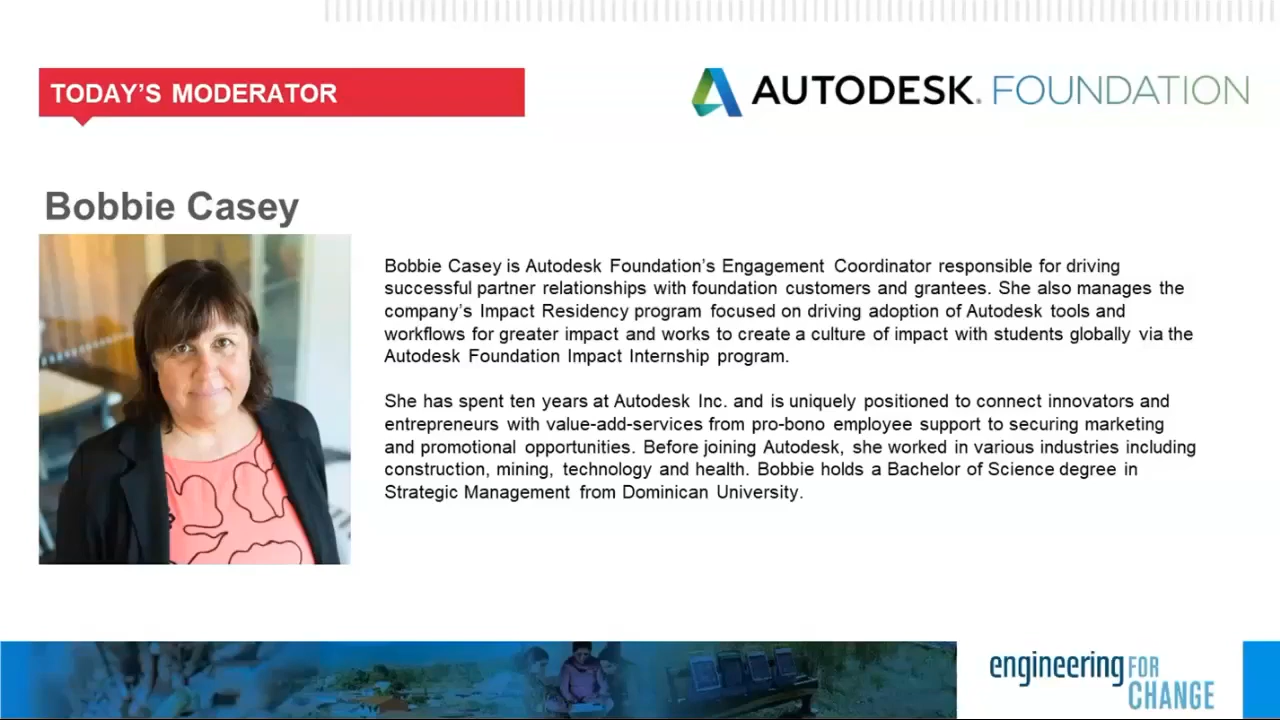 TODAY'S MODERATOR
AUTODESK. FOUNDATION
Bobbie Casey
Bobbie Casey is Autodesk Foundation's Engagement Coordinator responsible for driving
successful partner relationships with foundation customers and grantees. She also manages the
company's Impact Residency program focused on driving adoption of Autodesk tools and
workflows for greater impact and works to create a culture of impact with students globally via the
Autodesk Foundation Impact Internship program.
She has spent ten years at Autodesk Inc. and is uniquely positioned to connect innovators and
entrepreneurs with value-add-services from pro-bono employee support to securing marketing
and promotional opportunities. Before joining Autodesk, she worked in various industries including
construction, mining, technology and health. Bobbie holds a Bachelor of Science degree in
Strategic Management from Dominican University.
engineering FOR
CHANGE